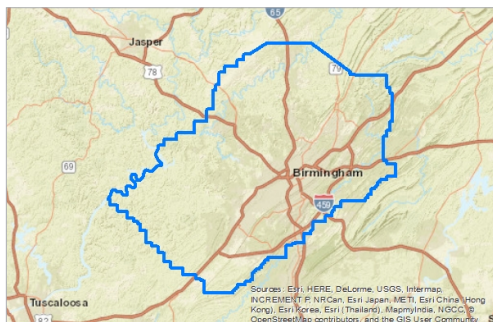 65
Jasper
78
79
69
Birmingham
459
Tuscaloosa
Sources: Esri, HERE, DeLorme, USGS, Intermap,
INCREMENT P, NRCan, Esri Japan, METI, Esri China (Hong
Kong), Esri Korea, Esri (Thailand), MapmyIndia, NGCC, ©
OpenStreetMap contributors, and the GIS User Community